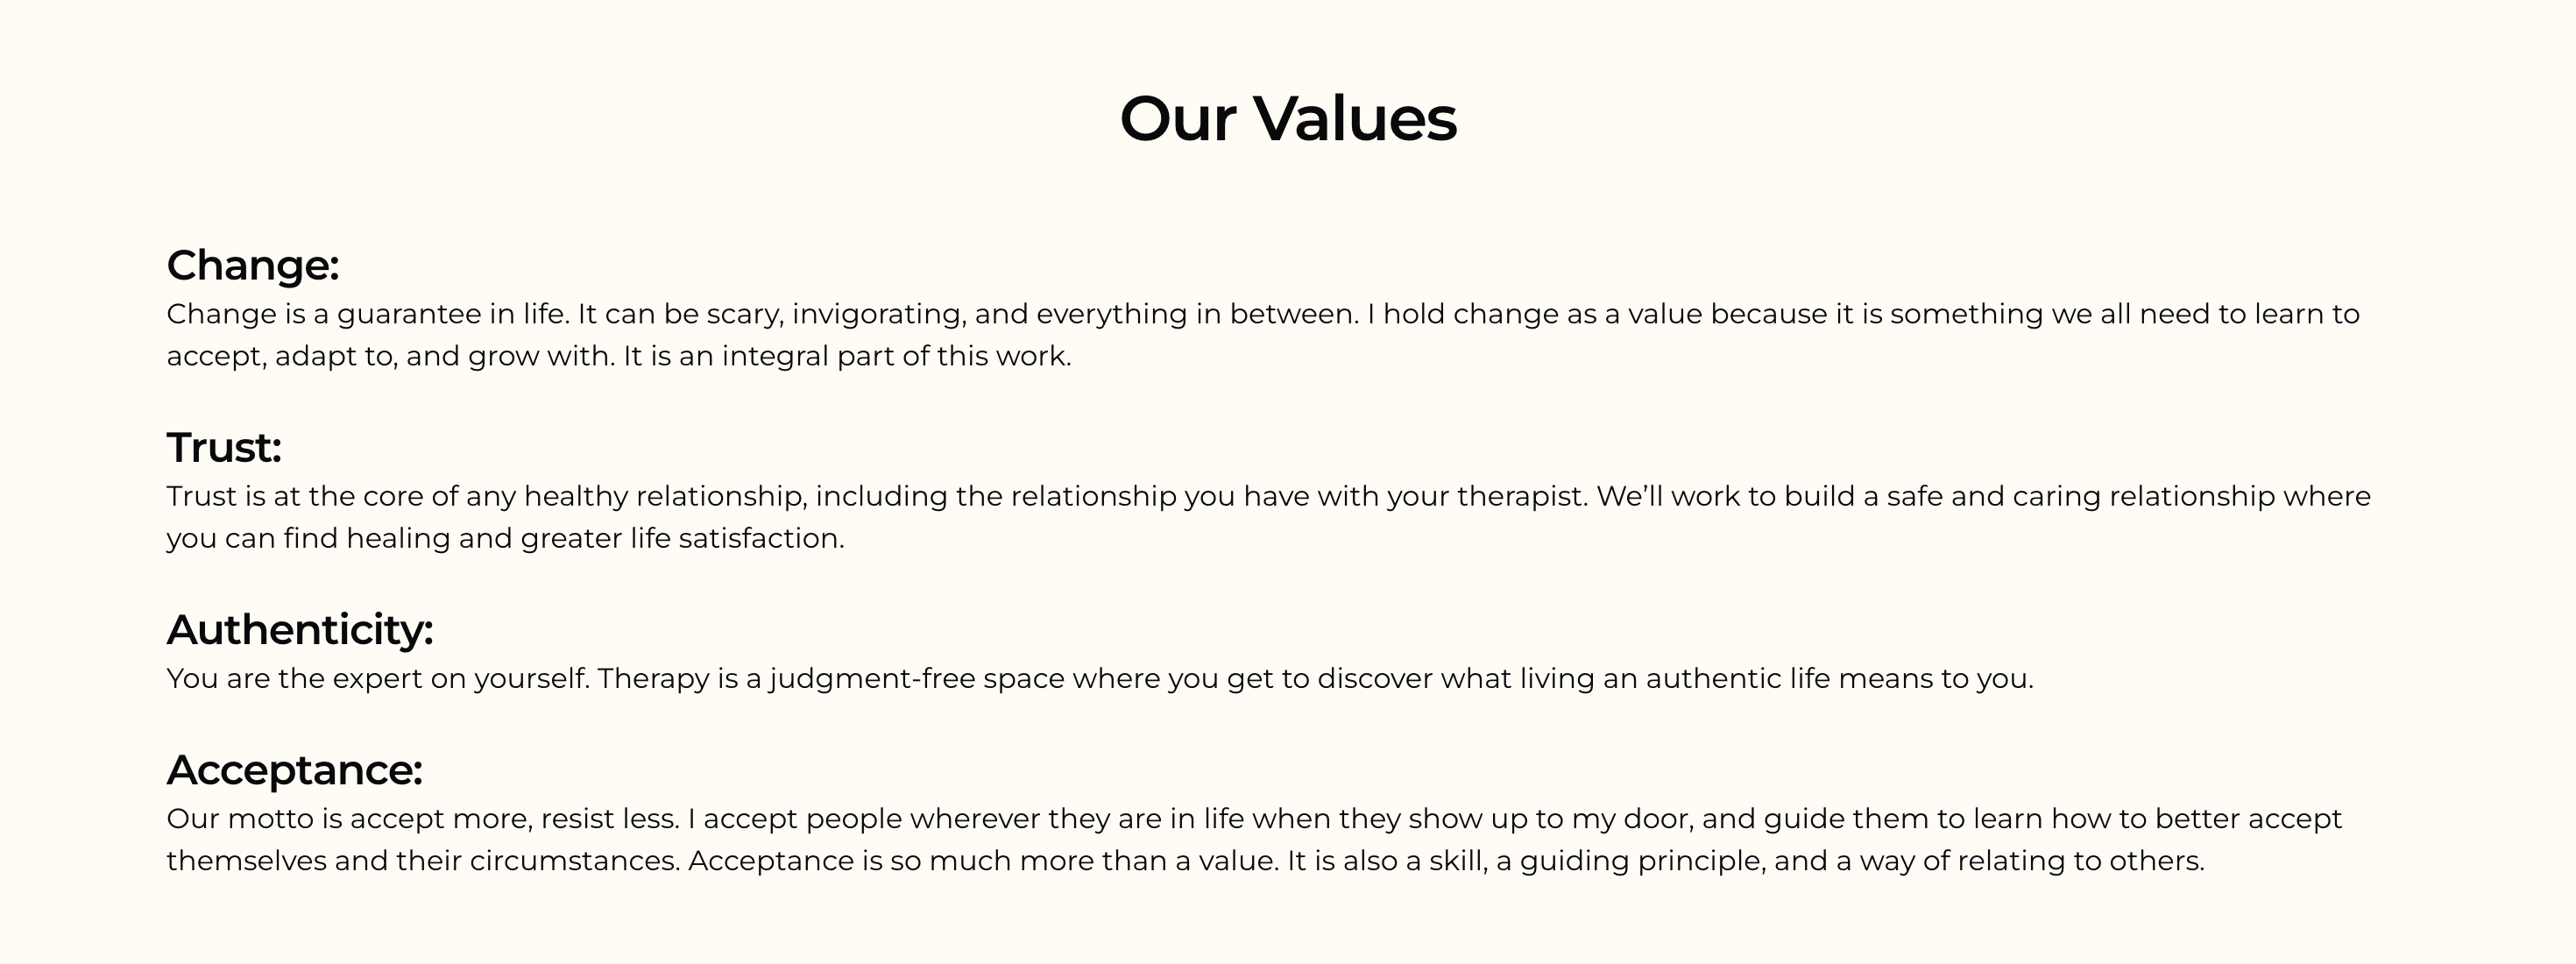 Our Values
Change:
Change is a guarantee in life. It can be scary, invigorating, and everything in between. I hold change as a value because it is something we all need to learn to
accept, adapt to, and grow with. It is an integral part of this work.
Trust:
Trust is at the core of any healthy relationship, including the relationship you have with your therapist. We’ll work to build a safe and caring relationship where
you can find healing and greater life satisfaction.
Authenticity:
You are the expert on yourself. Therapy is a judgment-free space where you get to discover what living an authentic life means to you.
Acceptance:
Our motto is accept more, resist less. I accept people wherever they are in life when they show up to my door, and guide them to learn how to better accept
themselves and their circumstances. Acceptance is so much more than a value. It is also a skill, a guiding principle, and a way of relating to others.